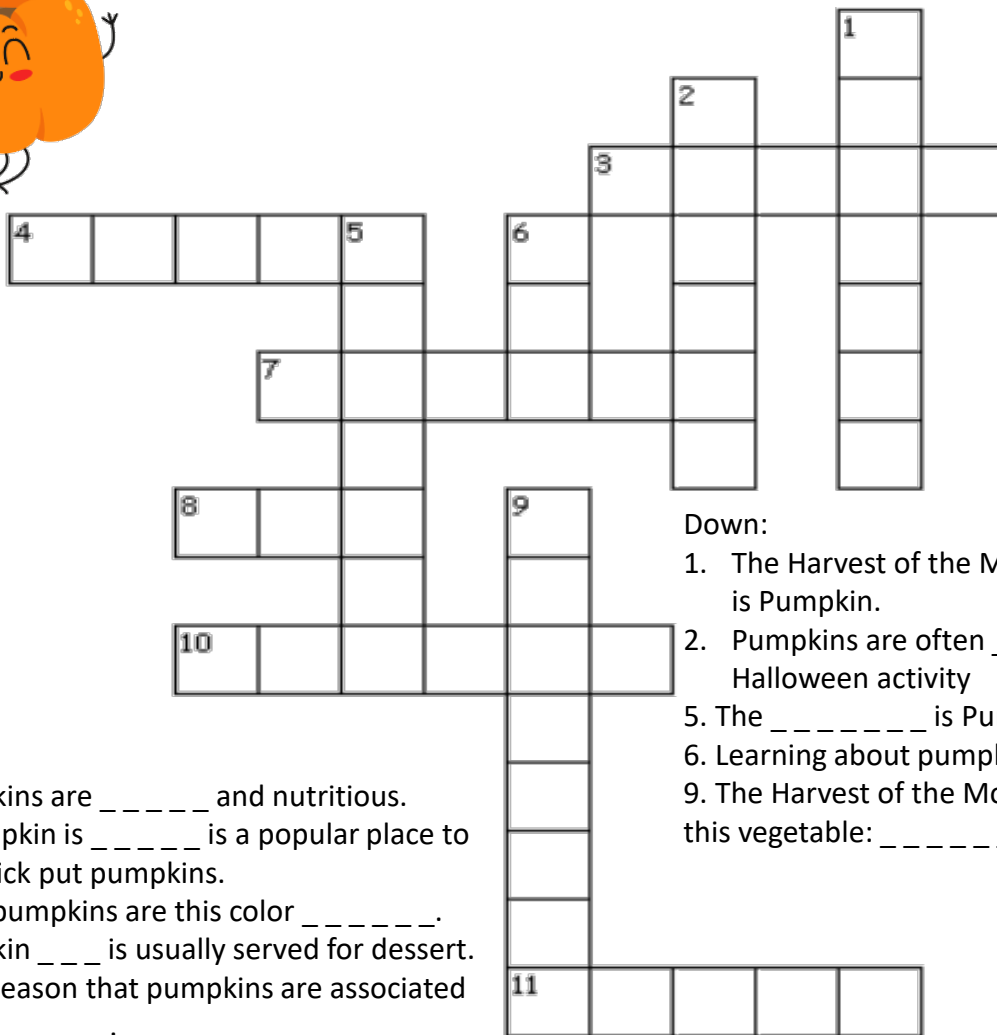 1
2
3
4 5 6
7
8 9
10
11
Down:
1. The Harvest of the M
is Pumpkin.
2. Pumpkins are often _
Halloween activity
5. The _ _ _ _ _ _ _ is Pu
6. Learning about pump
9. The Harvest of the Mo
this vegetable: _ _ _ _ _ _
kins are _ _ _ _ _ and nutritious.
pkin is _ _ _ _ _ is a popular place to
ick put pumpkins.
pumpkins are this color _ _ _ _ _ _.
kin _ _ _ is usually served for dessert.
eason that pumpkins are associated